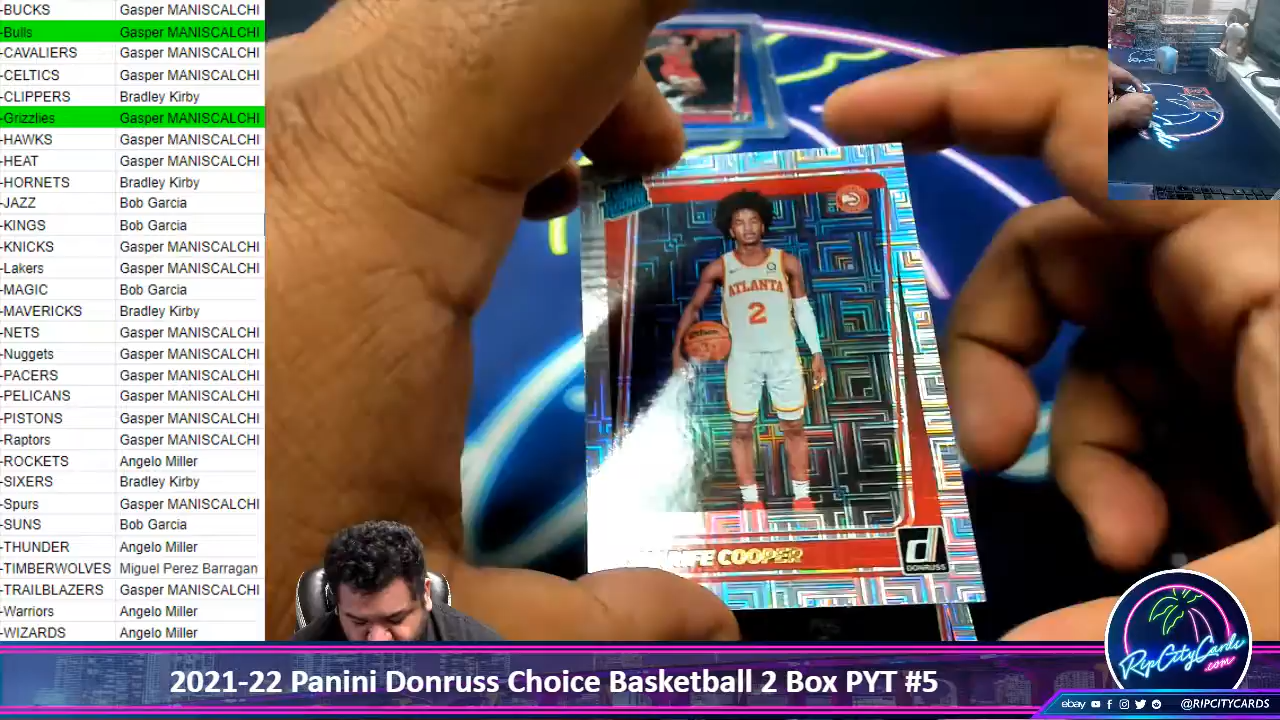 -BUCKS Gasper MANISCALCHI
-Bulls Gasper MANISCALCHI
-CAVALIERS Gasper MANISCALCHI
-CELTICS Gasper MANISCALCHI
-CLIPPERS Bradley Kirby
-Grizzlies Gasper MANISCALCHI
-HAWKS Gasper MANISCALCHI
-HEAT Gasper MANISCALCHI
-HORNETS Bradley Kirby
-JAZZ Bob Garcia
-KINGS Bob Garcia
-KNICKS Gasper MANISCALCHI
-Lakers Gasper MANISCALCHI
-MAGIC Bob Garcia
-MAVERICKS Bradley Kirby
-NETS Gasper MANISCALCHI
-Nuggets Gasper MANISCALCHI
-PACERS Gasper MANISCALCHI
-PELICANS Gasper MANISCALCHI
-PISTONS Gasper MANISCALCHI
-Raptors Gasper MANISCALCHI
-ROCKETS Angelo Miller
-SIXERS Bradley Kirby
-Spurs Gasper MANISCALCHI
-SUNS Bob Garcia
-THUNDER Angelo Miller
-TIMBERWOLVES Miguel Perez Barragan
-TRAILBLAZERS Gasper MANISCALCHI
-Warriors Angelo Miller
-WIZARDS Angelo Miller
ATLANTA
2
COOPER
d
DONRUSS
2021-22 Panini Donruss Choice Basketball 2 Box PYT #5
RipCityCards
.com
ebay @RIPCITYCARDS